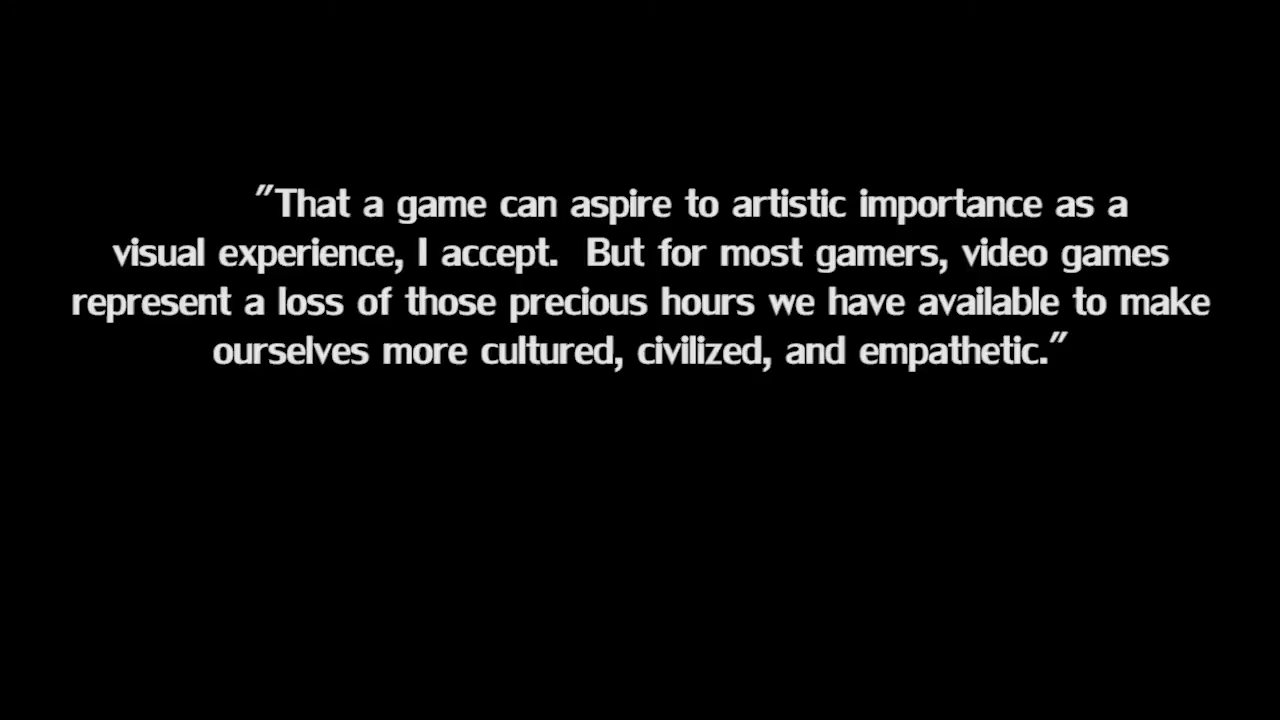 "That a game can aspire to artistic importance as a
visual experience, I accept.  But for most gamers, video games
represent a loss of those precious hours we have available to make
ourselves more cultured, civilized, and empathetic."